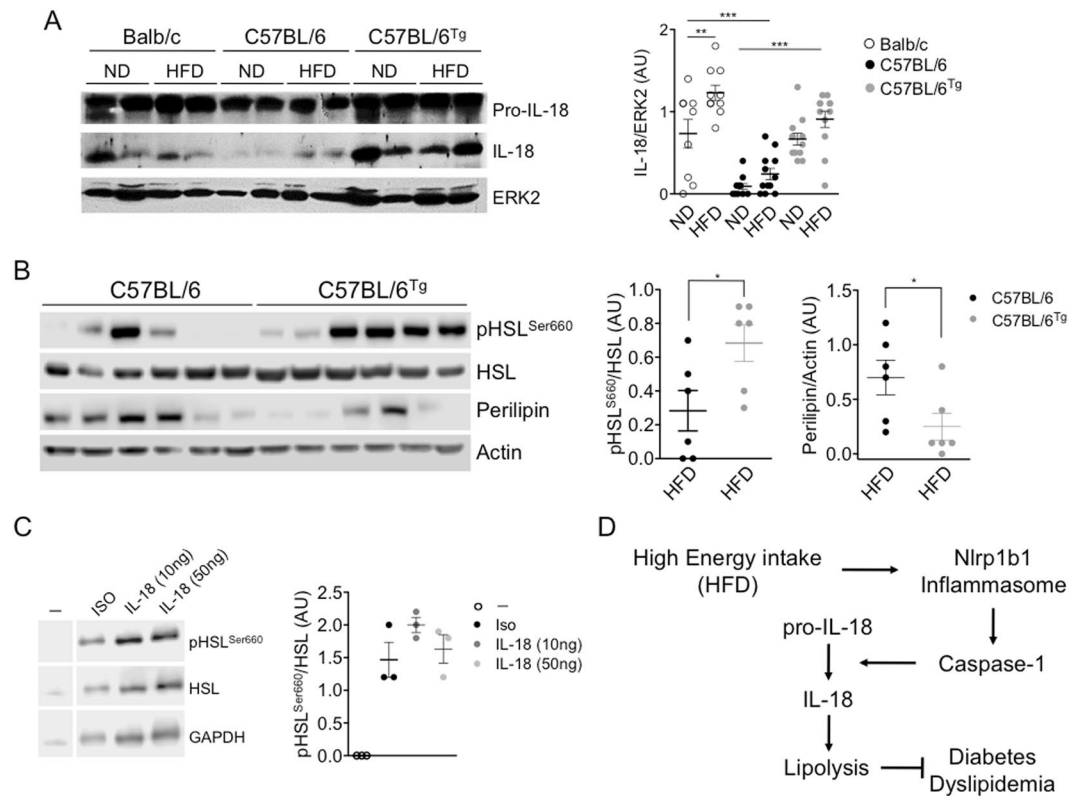 A
Balb/c C57BL/6 C57BL/6Tg
ND HFD ND HFD ND HFD
Pro-IL-18
IL-18
ERK2
IL-18/ERK2 (AU)
2
1
0
*** 
** 
***
ND HFD ND HFD ND HFD
Balb/c
C57BL/6
C57BL/6Tg
B
C57BL/6 C57BL/6Tg
pHSLSer660
HSL
Perilipin
Actin
pHSLS660/HSL (AU)
1.0
0.8
0.6
0.4
0.2
0.0
*
HFD HFD
Perilipin/Actin (AU)
1.5
1.0
0.5
0.0
*
HFD HFD
C57BL/6
C57BL/6Tg
C
– ISO IL-18 (10ng) IL-18 (50ng)
pHSLSer660
HSL
GAPDH
pHSLSer660/HSL (AU)
2.5
2.0
1.5
1.0
0.5
0.0
–
Iso
IL-18 (10ng)
IL-18 (50ng)
D
High Energy intake
(HFD)
Nlrp1b1
Inflammasome
pro-IL-18
Caspase-1
IL-18
Lipolysis
Diabetes
Dyslipidemia